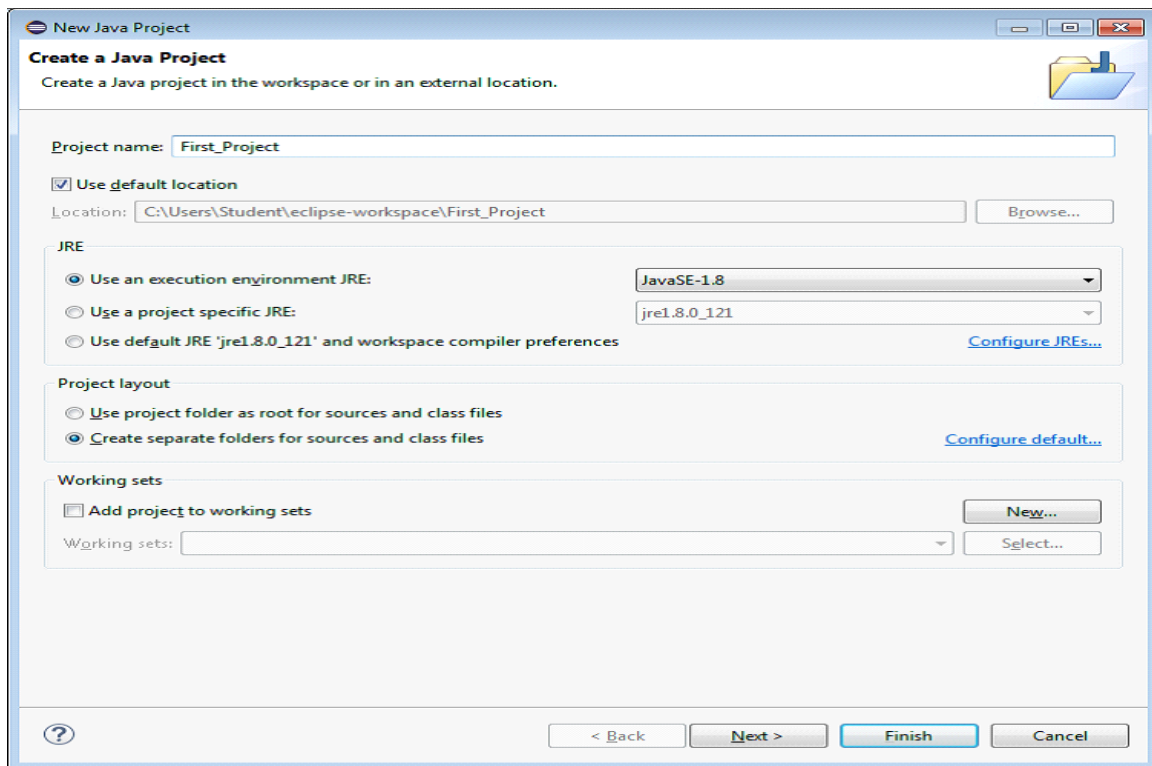 New Java Project
Create a Java Project
Create a Java project in the workspace or in an external location.
Project name: First_Project
Use default location
Location: C:\Users\Student\eclipse-workspace\First_Project Browse...
JRE
Use an execution environment JRE: JavaSE-1.8
Use a project specific JRE: jre1.8.0_121
Use default JRE 'jre1.8.0_121' and workspace compiler preferences Configure JREs...
Project layout
Use project folder as root for sources and class files
Create separate folders for sources and class files Configure default...
Working sets
Add project to working sets New...
Working sets: Select...
? < Back Next > Finish Cancel